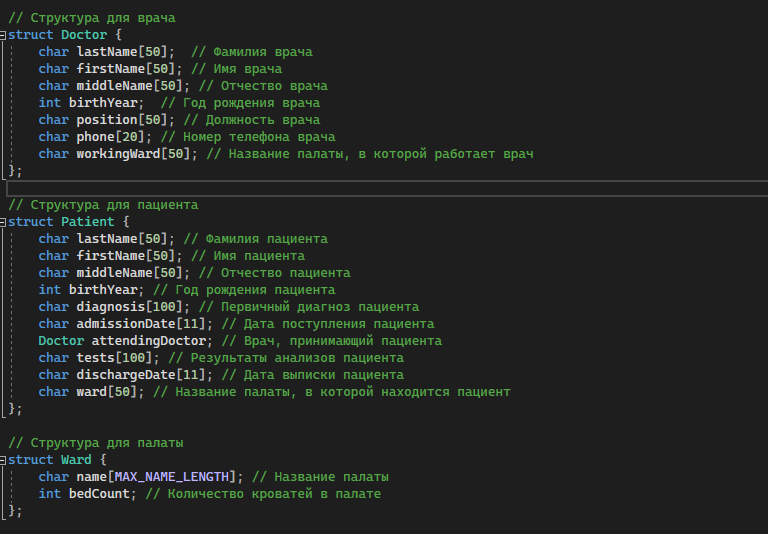 // Структура для врача
struct Doctor {
    char lastName[50];  // Фамилия врача
    char firstName[50]; // Имя врача
    char middleName[50]; // Отчество врача
    int birthYear;  // Год рождения врача
    char position[50]; // Должность врача
    char phone[20]; // Номер телефона врача
    char workingWard[50]; // Название палаты, в которой работает врач
};
// Структура для пациента
struct Patient {
    char lastName[50]; // Фамилия пациента
    char firstName[50]; // Имя пациента
    char middleName[50]; // Отчество пациента
    int birthYear; // Год рождения пациента
    char diagnosis[100]; // Первичный диагноз пациента
    char admissionDate[11]; // Дата поступления пациента
    Doctor attendingDoctor; // Врач, принимающий пациента
    char tests[100]; // Результаты анализов пациента
    char dischargeDate[11]; // Дата выписки пациента
    char ward[50]; // Название палаты, в которой находится пациент
};
// Структура для палаты
struct Ward {
    char name[MAX_NAME_LENGTH]; // Название палаты
    int bedCount; // Количество кроватей в палате
};